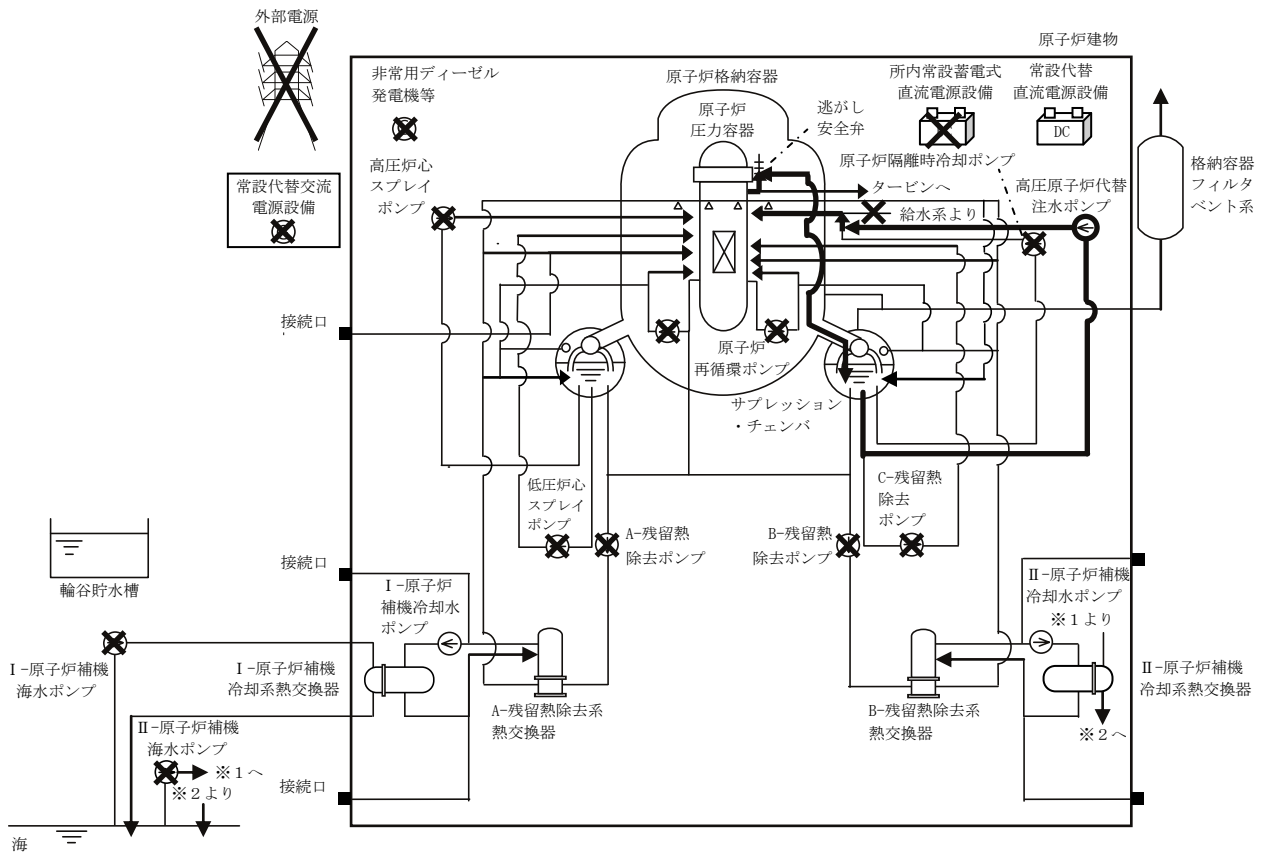 外部電源
原子炉建物
非常用ディーゼル
発電機等
原子炉格納容器
所内常設蓄電式
直流電源設備
常設代替
直流電源設備
原子炉
圧力容器
逃がし
安全弁
DC
高圧炉心
スプレイ
ポンプ
原子炉隔離時冷却ポンプ
格納容器
フィルタ
ベント系
常設代替交流
電源設備
タービンへ
高圧原子炉代替
注水ポンプ
給水系より
接続口
原子炉
再循環ポンプ
サプレッション
・チェンバ
低圧炉心
スプレイ
ポンプ
A-残留熱
除去ポンプ
B-残留熱
除去ポンプ
C-残留熱
除去
ポンプ
輪谷貯水槽
接続口
Ⅰ-原子炉
補機冷却水
ポンプ
Ⅱ-原子炉補機
冷却水ポンプ
※1より
Ⅰ-原子炉補機
海水ポンプ
Ⅰ-原子炉補機
冷却系熱交換器
Ⅱ-原子炉補機
冷却系熱交換器
A-残留熱除去系
熱交換器
B-残留熱除去系
熱交換器
※2へ
Ⅱ-原子炉補機
海水ポンプ
※1へ
※2より
接続口
海